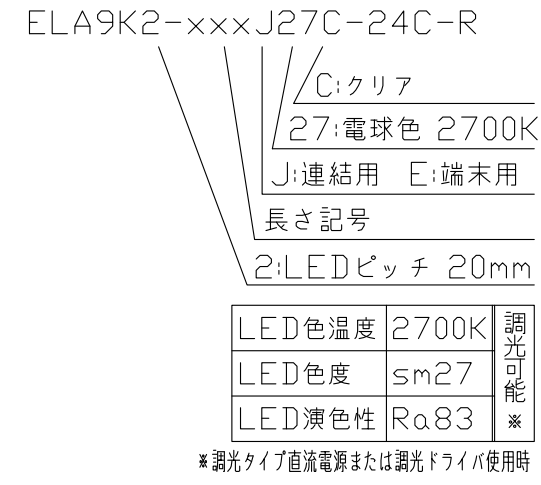 ELA9K2-xxxJ27C-24C-R
C:クリア
27:電球色 2700K
J:連結用 E:端末用
長さ記号
2:LEDピッチ 20mm
LED色温度 2700K
LED色度 sm27
LED演色性 Ra83
調光可能※
※調光タイプ直流電源または調光ドライバ使用時